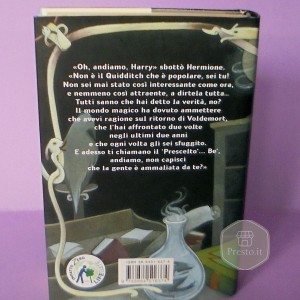 «Oh, andiamo, Harry» sbottò Hermione.
«Non è il Quidditch che è popolare, sei tu!
Non sei mai stato così interessante come ora,
e nemmeno così attraente, a dirtela tutta...
Tutti sanno che hai detto la verità, no?
Il mondo magico ha dovuto ammettere
che avevi ragione sul ritorno di Voldemort,
che l'hai affrontato due volte
negli ultimi due anni
e che ogni volta gli sei sfuggito.
E adesso ti chiamano il 'Prescelto'... Be',
andiamo, non capisci
che la gente è ammaliata da te?»
Presto.it